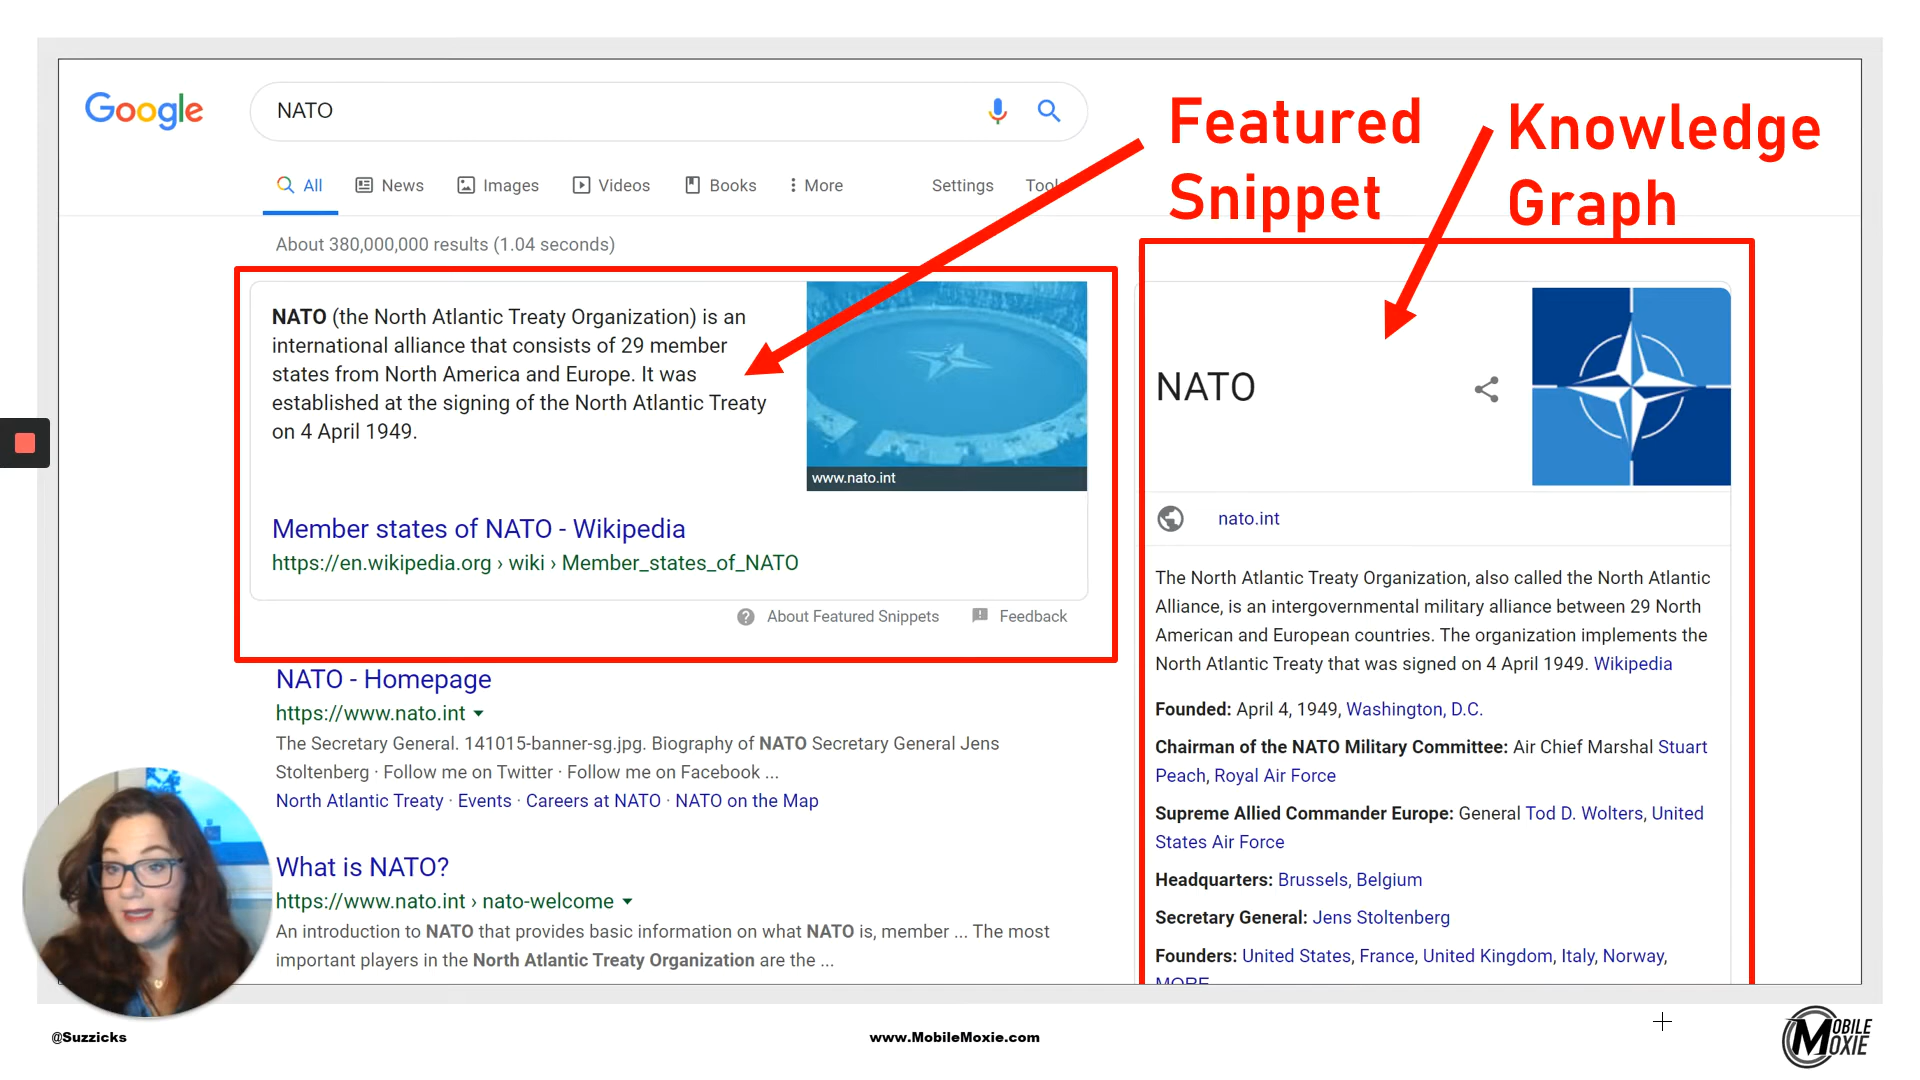 Google
NATO
Featured
Snippet
Knowledge
Graph
All
News
Images
Videos
Books
More
Settings
About 380,000,000 results (1.04 seconds)
NATO (the North Atlantic Treaty Organization) is an
international alliance that consists of 29 member
states from North America and Europe. It was
established at the signing of the North Atlantic Treaty
on 4 April 1949.
www.nato.int
Member states of NATO - Wikipedia
https://en.wikipedia.org › wiki › Member_states_of_NATO
About Featured Snippets
Feedback
NATO - Homepage
https://www.nato.int
The Secretary General. 141015-banner-sg.jpg. Biography of NATO Secretary General Jens
Stoltenberg · Follow me on Twitter · Follow me on Facebook ...
North Atlantic Treaty · Events · Careers at NATO · NATO on the Map
What is NATO?
https://www.nato.int › nato-welcome
An introduction to NATO that provides basic information on what NATO is, member ... The most
important players in the North Atlantic Treaty Organization are the ...
NATO
nato.int
The North Atlantic Treaty Organization, also called the North Atlantic
Alliance, is an intergovernmental military alliance between 29 North
American and European countries. The organization implements the
North Atlantic Treaty that was signed on 4 April 1949. Wikipedia
Founded: April 4, 1949, Washington, D.C.
Chairman of the NATO Military Committee: Air Chief Marshal Stuart
Peach, Royal Air Force
Supreme Allied Commander Europe: General Tod D. Wolters, United
States Air Force
Headquarters: Brussels, Belgium
Secretary General: Jens Stoltenberg
Founders: United States, France, United Kingdom, Italy, Norway,
MORE
@Suzzicks
www.MobileMoxie.com
MOBILE
MOXIE